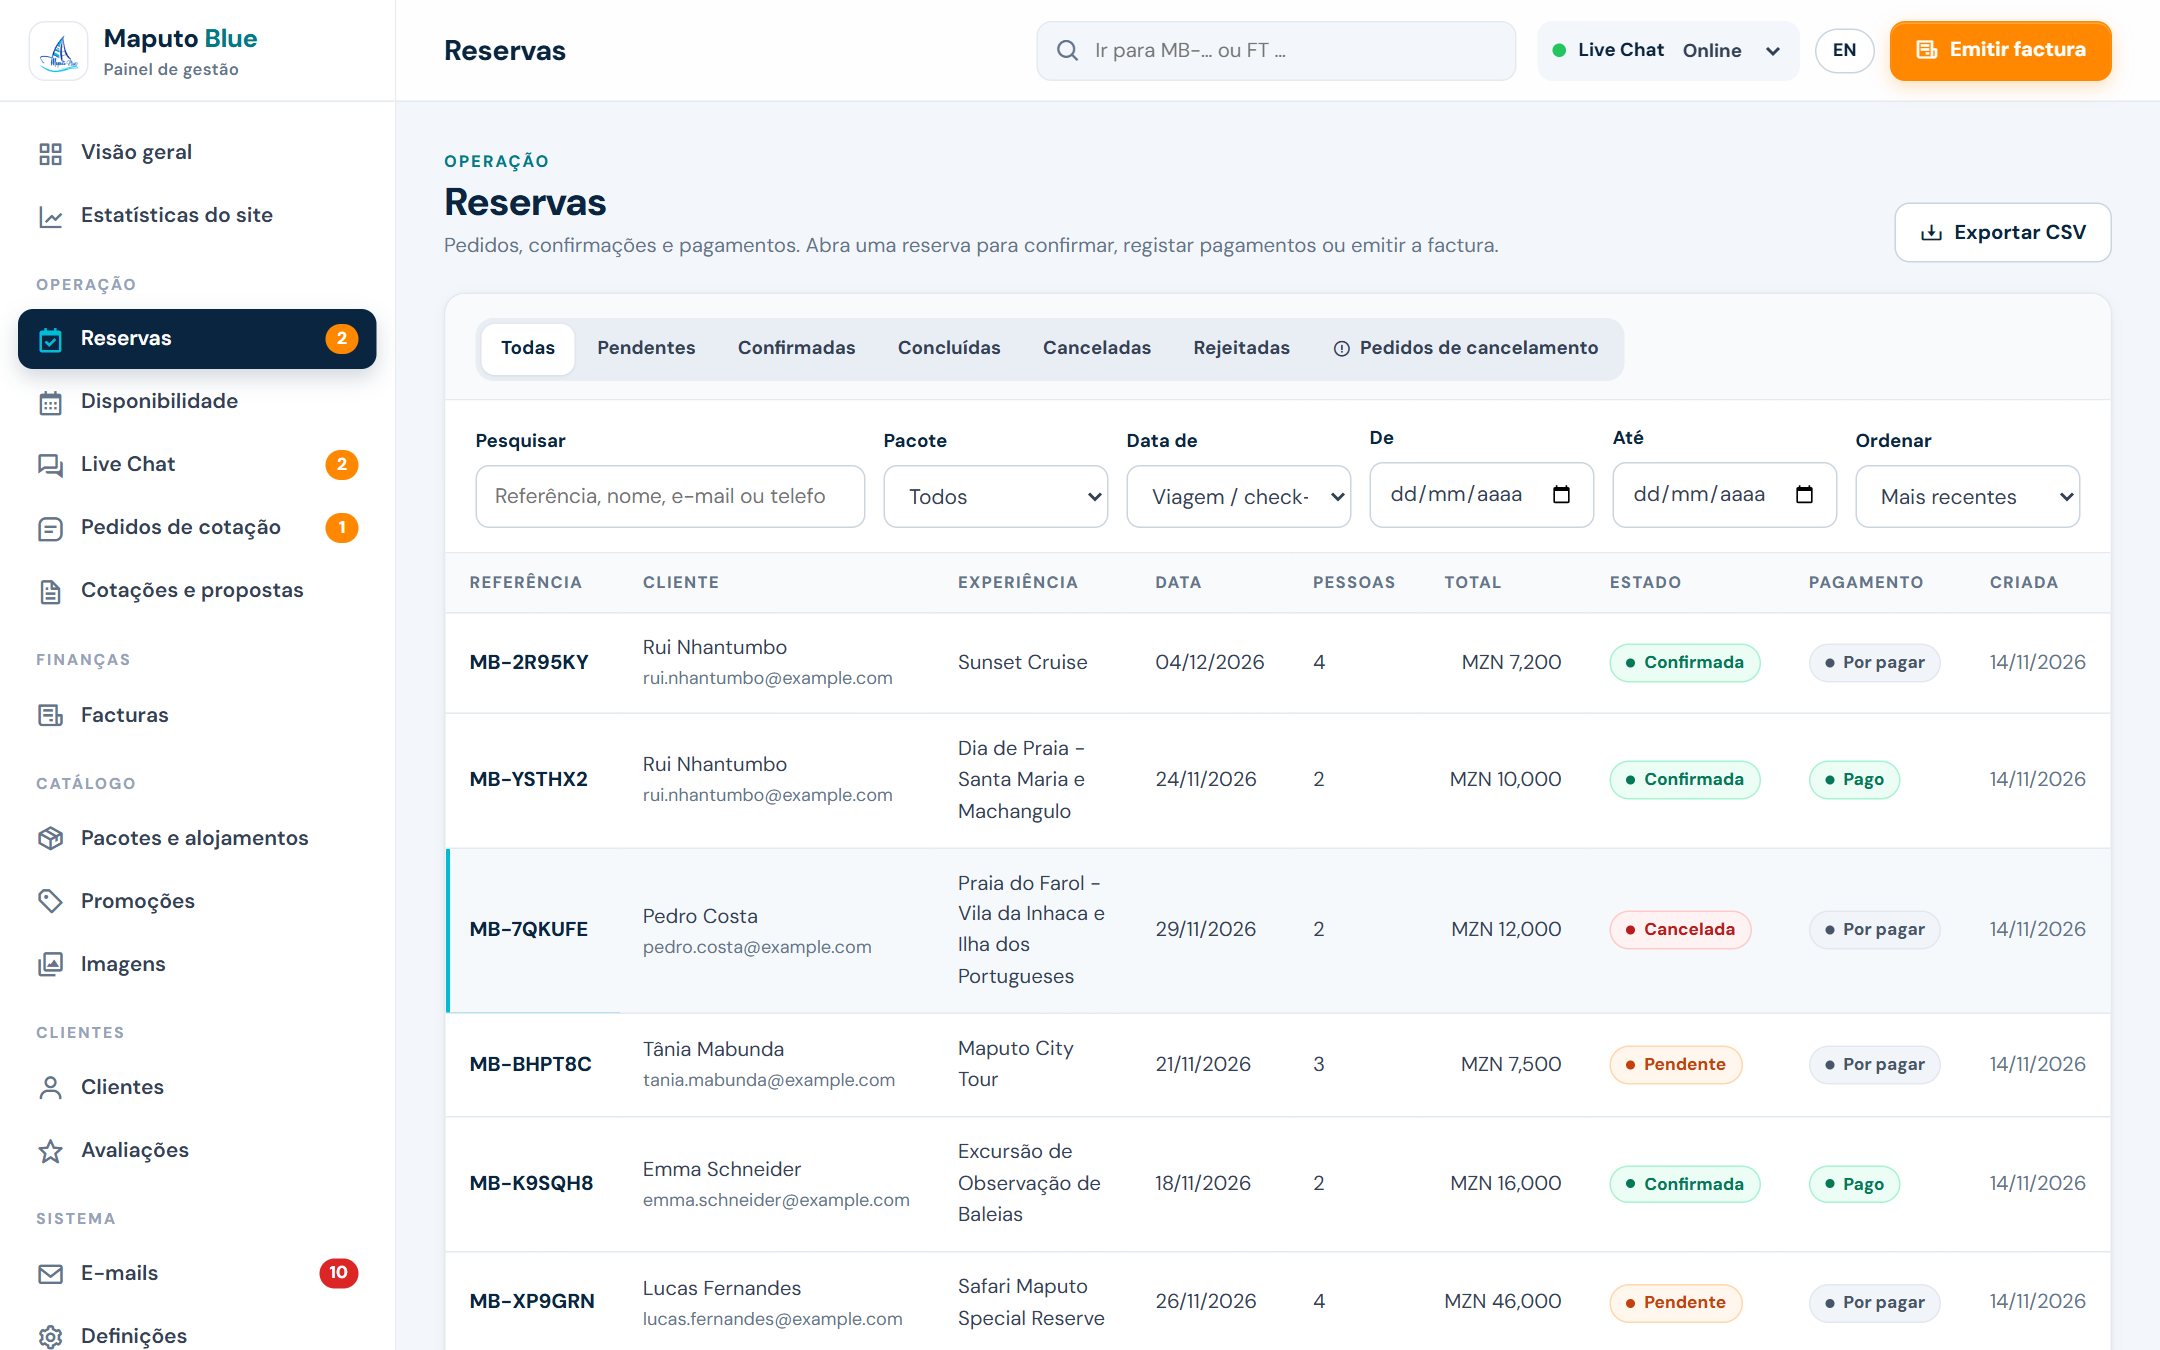 Maputo Blue
Painel de gestão
Reservas
Ir para MB-... ou FT ...
Live Chat Online
EN
Emitir factura
Visão geral
Estatísticas do site
OPERAÇÃO
Reservas 2
Disponibilidade
Live Chat 2
Pedidos de cotação 1
Cotações e propostas
FINANÇAS
Facturas
CATÁLOGO
Pacotes e alojamentos
Promoções
Imagens
CLIENTES
Clientes
Avaliações
SISTEMA
E-mails 10
Definições
OPERAÇÃO
Reservas
Pedidos, confirmações e pagamentos. Abra uma reserva para confirmar, registar pagamentos ou emitir a factura.
Exportar CSV
Todas Pendentes Confirmadas Concluídas Canceladas Rejeitadas Pedidos de cancelamento
Pesquisar Pacote Data de De Até Ordenar
Referência, nome, e-mail ou telefo Todos Viagem / check- dd/mm/aaaa dd/mm/aaaa Mais recentes
REFERÊNCIA CLIENTE EXPERIÊNCIA DATA PESSOAS TOTAL ESTADO PAGAMENTO CRIADA
Rui Nhantumbo
MB-2R95KY Sunset Cruise 04/12/2026 4 MZN 7,200 Confirmada Por pagar 14/11/2026
rui.nhantumbo@example.com
Dia de Praia -
Rui Nhantumbo
MB-YSTHX2 Santa Maria e 24/11/2026 2 MZN 10,000 Confirmada Pago 14/11/2026
rui.nhantumbo@example.com
Machangulo
Praia do Farol -
Pedro Costa Vila da Inhaca e
MB-7QKUFE 29/11/2026 2 MZN 12,000 Cancelada Por pagar 14/11/2026
pedro.costa@example.com Ilha dos
Portugueses
Tânia Mabunda Maputo City
MB-BHPT8C 21/11/2026 3 MZN 7,500 Pendente Por pagar 14/11/2026
tania.mabunda@example.com Tour
Excursão de
Emma Schneider
MB-K9SQH8 Observação de 18/11/2026 2 MZN 16,000 Confirmada Pago 14/11/2026
emma.schneider@example.com
Baleias
Lucas Fernandes Safari Maputo
MB-XP9GRN 26/11/2026 4 MZN 46,000 Pendente Por pagar 14/11/2026
lucas.fernandes@example.com Special Reserve